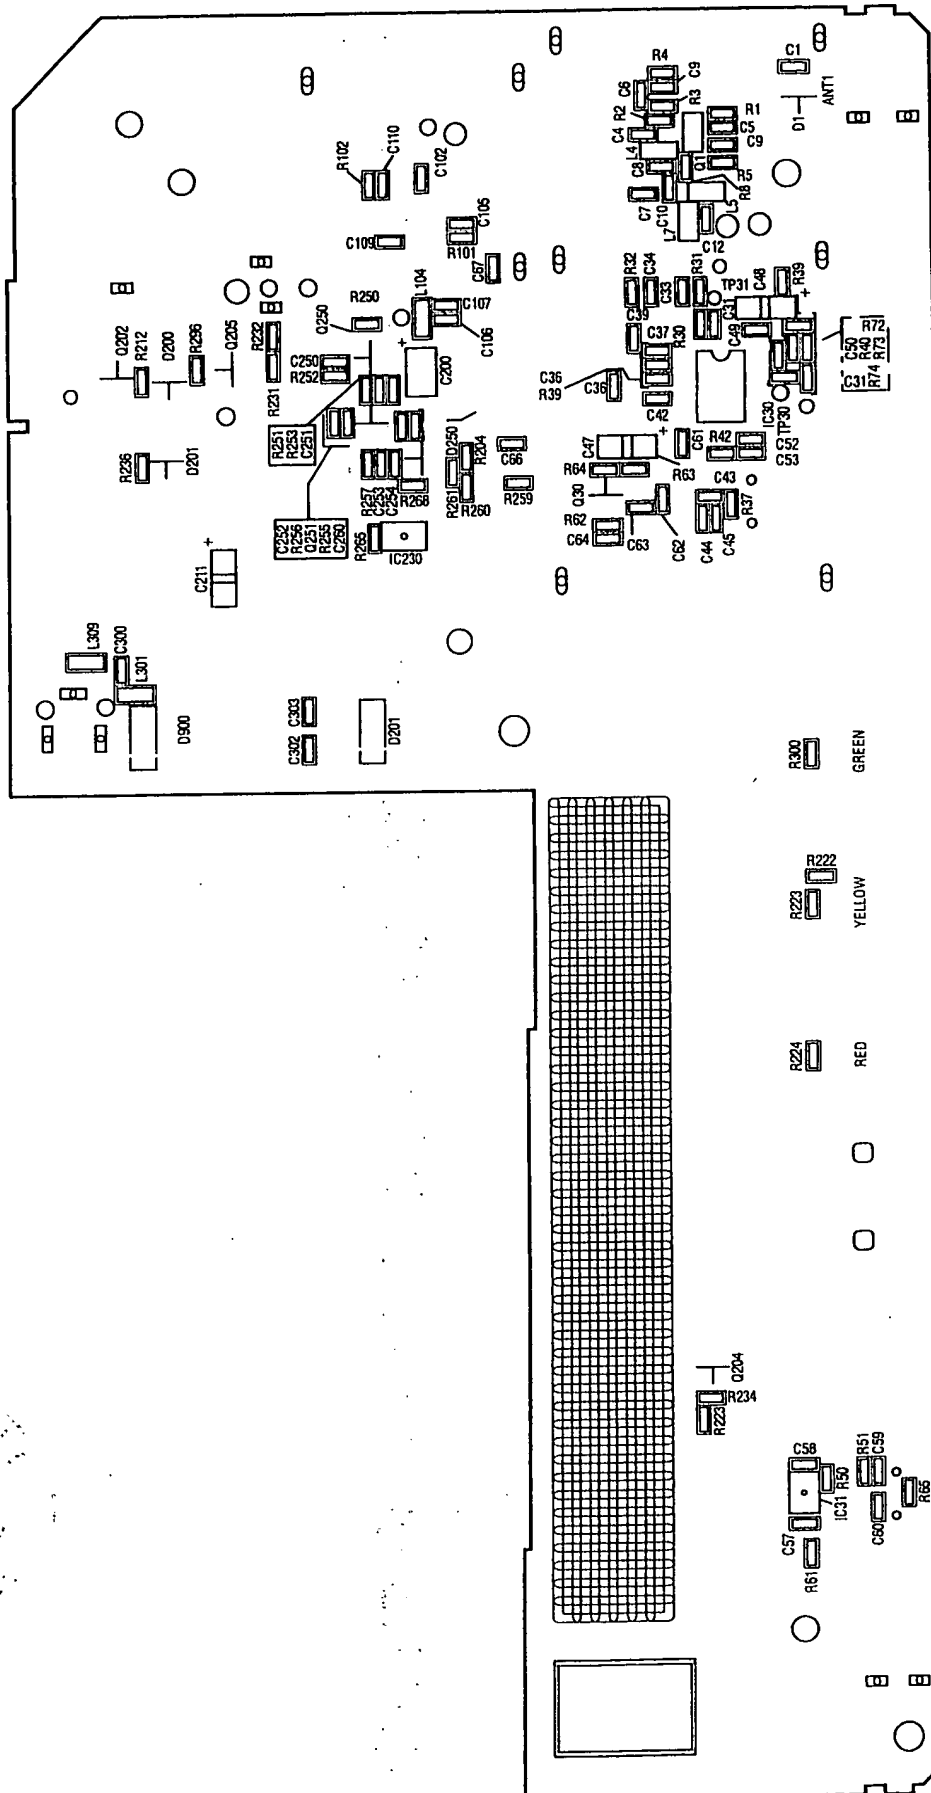 R4
C9
C6
R3
R2
C4
L4
C8
C7
C10
L7
C12
L5
R8
R5
Q1
R1
C5
C9
C1
D1
ANT1
R102
C110
C102
C105
R101
C109
C67
L104
C107
C106
R250
Q250
C250
R252
C200
Q202
R212
D200
R296
Q205
R232
R231
R236
D201
R251
R253
C251
C252
R256
Q251
R255
C260
R257
C253
C254
R268
R265
IC230
D250
R204
R261
R260
C66
R259
C211
+
+
R32
C34
C33
R31
TP31
C48
R39
+
C39
C37
R30
C31
C49
C36
R39
C36
C42
R72
C50
R40
R73
C31
R74
IC30
TP30
C47
+
C61
R42
C52
C53
R64
R63
Q30
C43
R37
R62
C64
C63
C62
C44
C45
L309
C300
L301
D900
C303
C302
D201
R300
GREEN
R222
R223
YELLOW
R224
RED
Q204
R234
R223
C58
R50
IC31
C57
R61
R51
C59
C60
R65